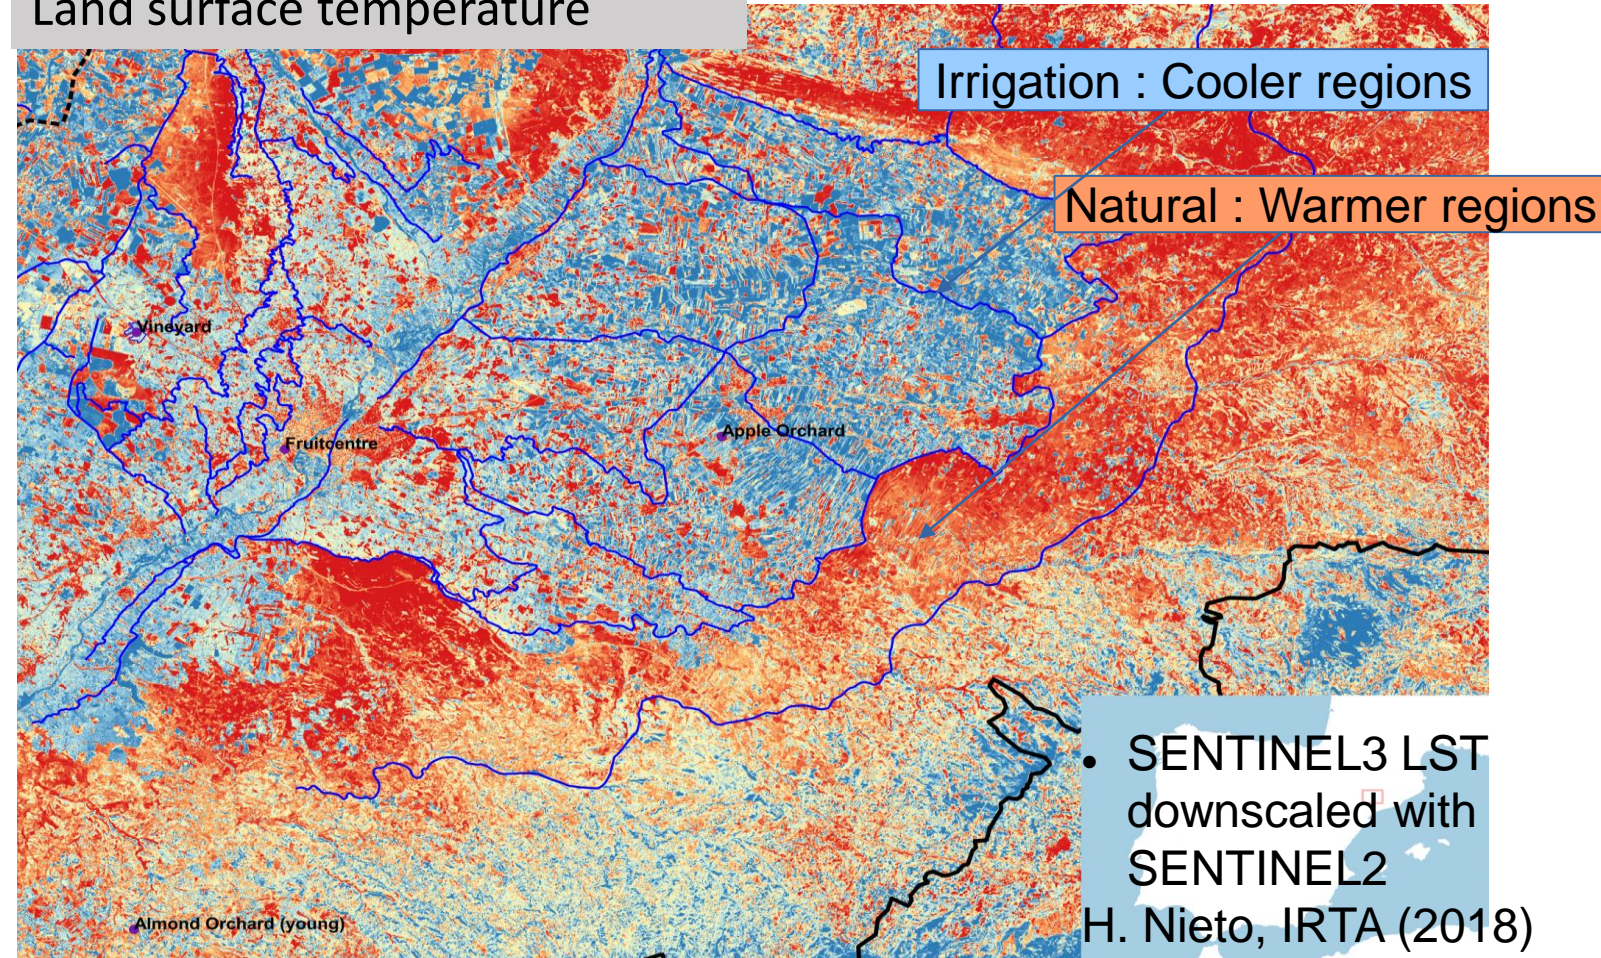 Land surface temperature
Irrigation : Cooler regions
Natural : Warmer regions
Vineyard
Fruitcentre
Apple Orchard
Almond Orchard (young)
• SENTINEL3 LST
downscaled with
SENTINEL2
H. Nieto, IRTA (2018)